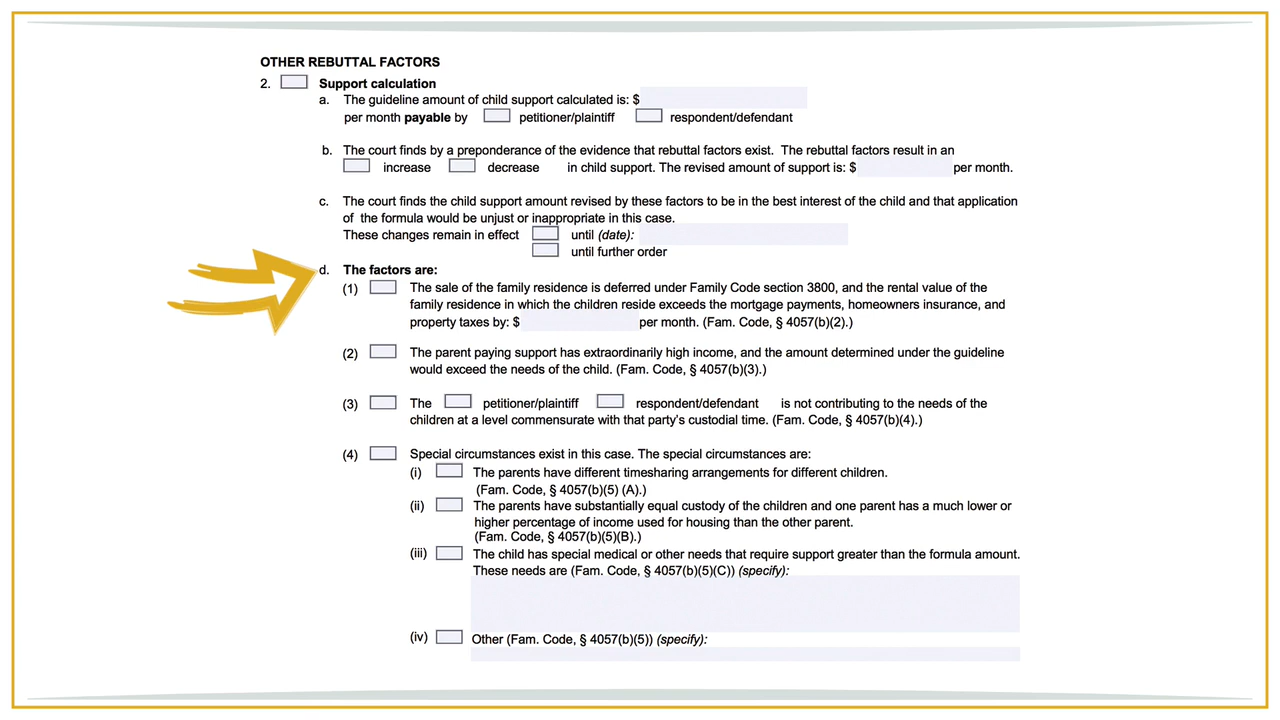 OTHER REBUTTAL FACTORS
2. Support calculation
a. The guideline amount of child support calculated is: $
per month payable by petitioner/plaintiff respondent/defendant
b. The court finds by a preponderance of the evidence that rebuttal factors exist. The rebuttal factors result in an
increase decrease in child support. The revised amount of support is: $ per month.
c. The court finds the child support amount revised by these factors to be in the best interest of the child and that application
of the formula would be unjust or inappropriate in this case.
These changes remain in effect until (date):
until further order
d. The factors are:
(1) The sale of the family residence is deferred under Family Code section 3800, and the rental value of the
family residence in which the children reside exceeds the mortgage payments, homeowners insurance, and
property taxes by: $ per month. (Fam. Code, § 4057(b)(2).)
(2) The parent paying support has extraordinarily high income, and the amount determined under the guideline
would exceed the needs of the child. (Fam. Code, § 4057(b)(3).)
(3) The petitioner/plaintiff respondent/defendant is not contributing to the needs of the
children at a level commensurate with that party's custodial time. (Fam. Code, § 4057(b)(4).)
(4) Special circumstances exist in this case. The special circumstances are:
(i) The parents have different timesharing arrangements for different children.
(Fam. Code, § 4057(b)(5) (A).)
(ii) The parents have substantially equal custody of the children and one parent has a much lower or
higher percentage of income used for housing than the other parent.
(Fam. Code, § 4057(b)(5)(B).)
(iii) The child has special medical or other needs that require support greater than the formula amount.
These needs are (Fam. Code, § 4057(b)(5)(C)) (specify):
(iv) Other (Fam. Code, § 4057(b)(5)) (specify):